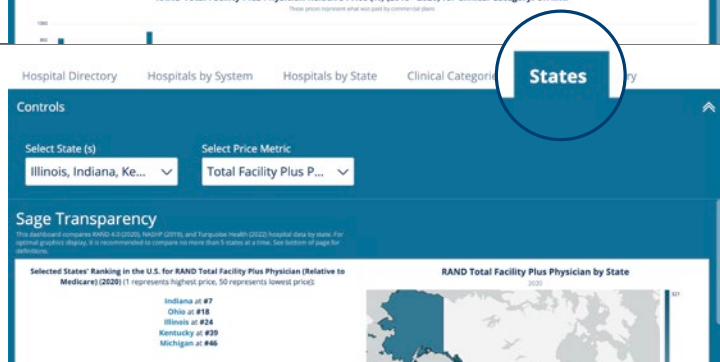 These prices represent what was paid by commercial plans
Hospital Directory Hospitals by System Hospitals by State Clinical Categorie States ry
Controls
Select State (s) Select Price Metric
Illinois, Indiana, Ke... Total Facility Plus P...
Sage Transparency
This dashboard compares RAND 4.0 (2020), NASHP (2019), and Turquoise Health (2022) hospital data by state. For
optimal graphics display, it is recommended to compare no more than 5 states at a time. See bottom of page for
definitions.
Selected States' Ranking in the U.S. for RAND Total Facility Plus Physician (Relative to
Medicare) (2020) (1 represents highest price, 50 represents lowest price):
Indiana at #7
Ohio at #18
Illinois at #24
Kentucky at #39
Michigan at #46
RAND Total Facility Plus Physician by State
2020